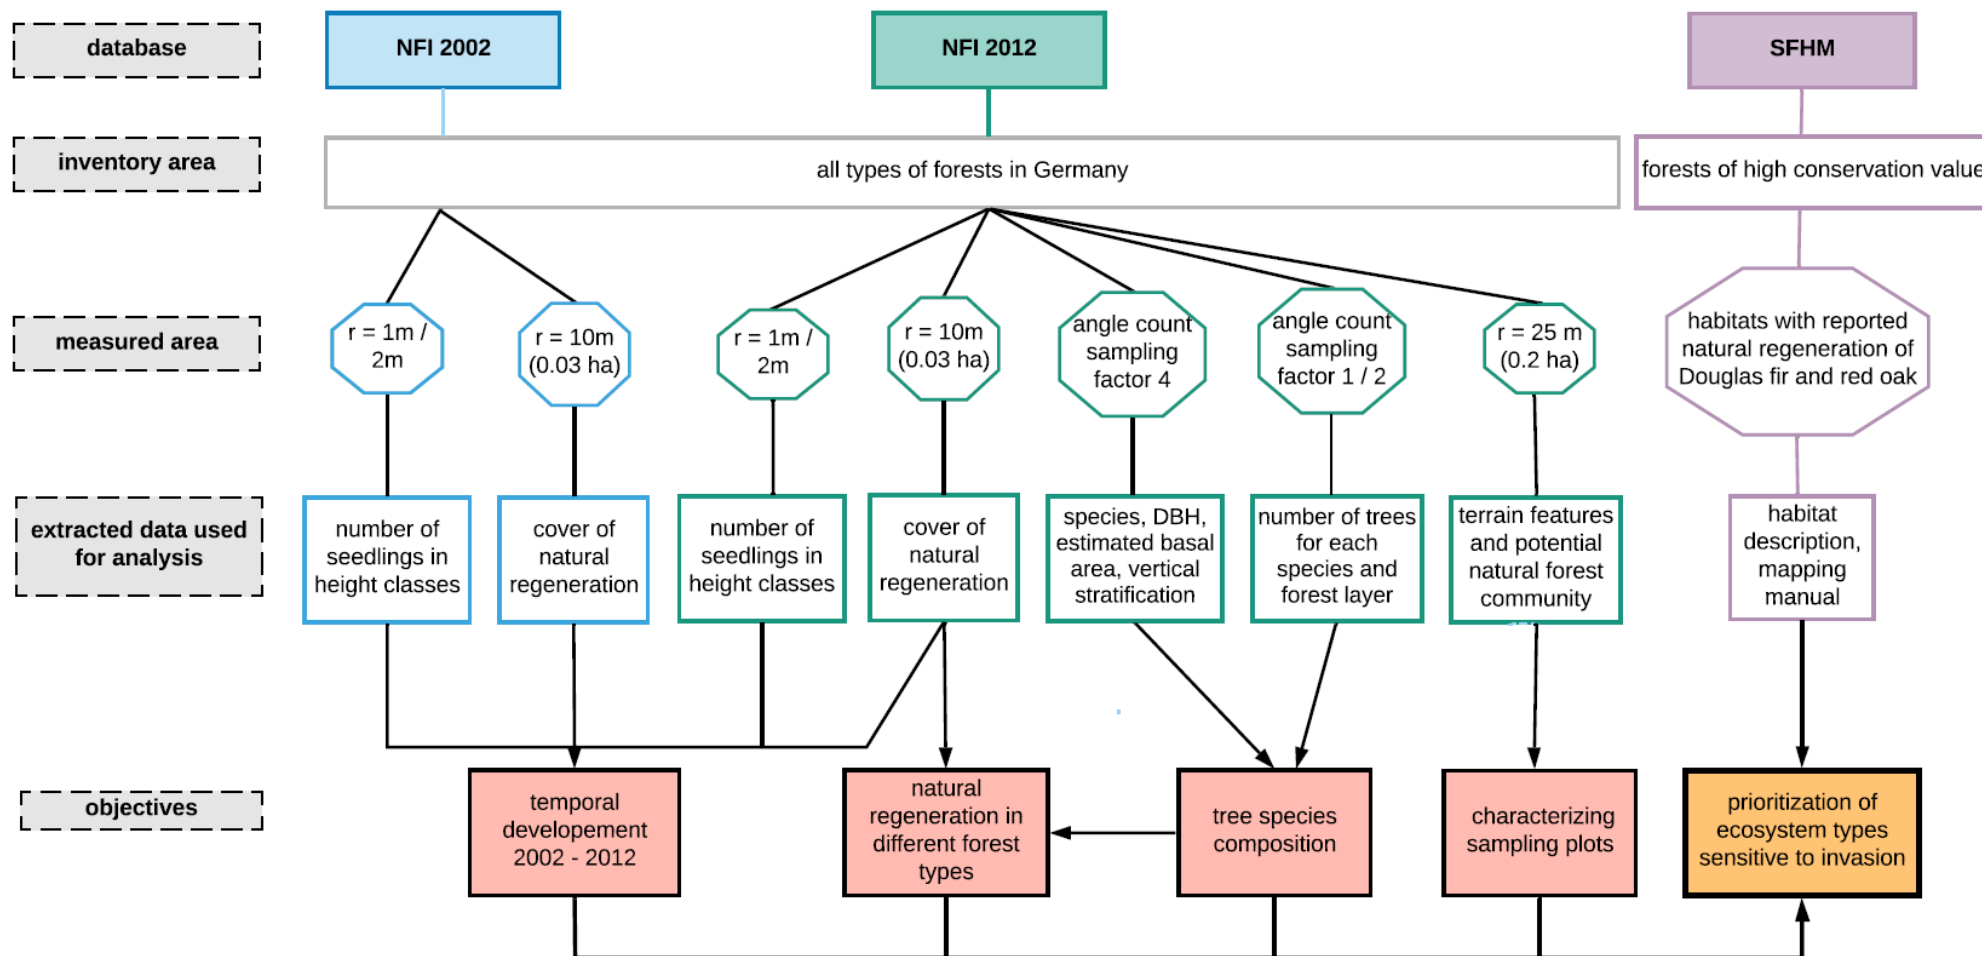 database
NFI 2002
NFI 2012
SFHM
inventory area
all types of forests in Germany
forests of high conservation value
measured area
r = 1m /
2m
r = 10m
(0.03 ha)
r = 1m /
2m
r = 10m
(0.03 ha)
angle count
sampling
factor 4
angle count
sampling
factor 1 / 2
r = 25 m
(0.2 ha)
habitats with reported
natural regeneration of
Douglas fir and red oak
extracted data used
for analysis
number of
seedlings in
height classes
cover of
natural
regeneration
number of
seedlings in
height classes
cover of
natural
regeneration
species, DBH,
estimated basal
area, vertical
stratification
number of trees
for each
species and
forest layer
terrain features
and potential
natural forest
community
habitat
description,
mapping
manual
objectives
temporal
developement
2002 - 2012
natural
regeneration in
different forest
types
tree species
composition
characterizing
sampling plots
prioritization of
ecosystem types
sensitive to invasion